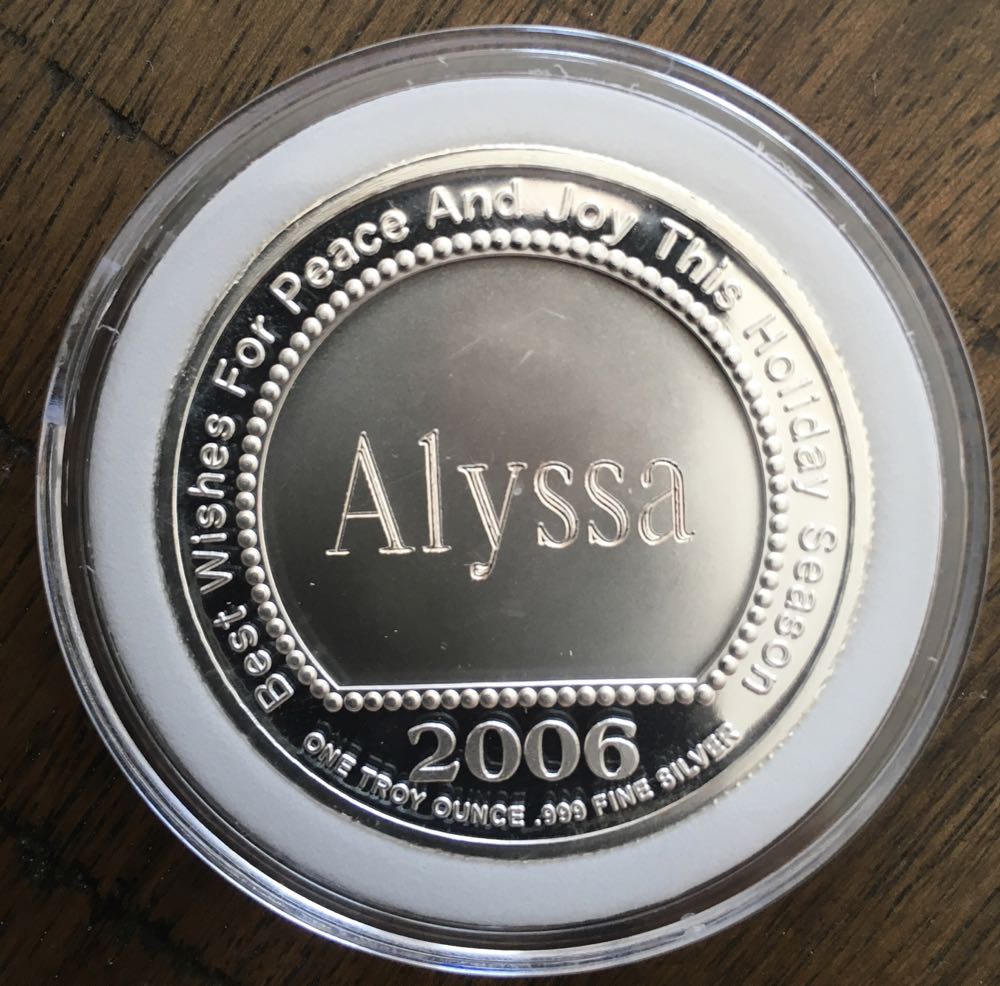 Best Wishes For Peace And Joy This Holiday Season
Alyssa
2006
ONE TROY OUNCE .999 FINE SILVER